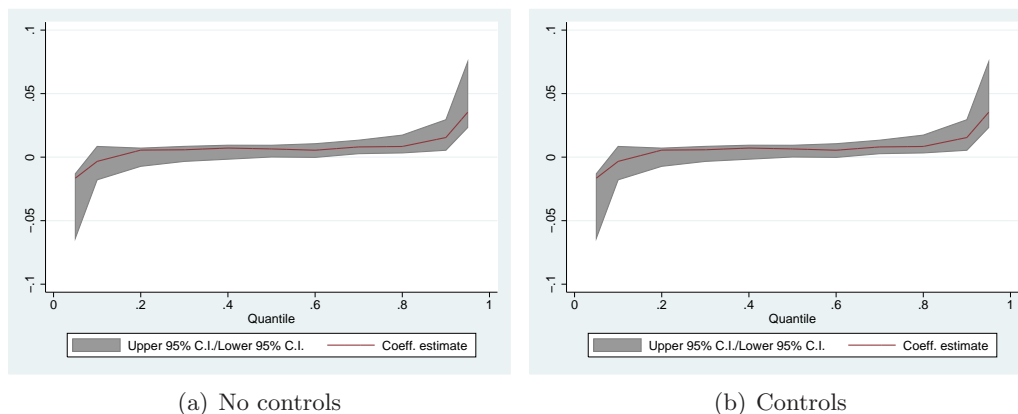 .1
.05
0
-.05
-.1
0
.2
.4
.6
.8
1
Quantile
Upper 95% C.I./Lower 95% C.I.
Coeff. estimate
(a) No controls
.1
.05
0
-.05
-.1
0
.2
.4
.6
.8
1
Quantile
Upper 95% C.I./Lower 95% C.I.
Coeff. estimate
(b) Controls